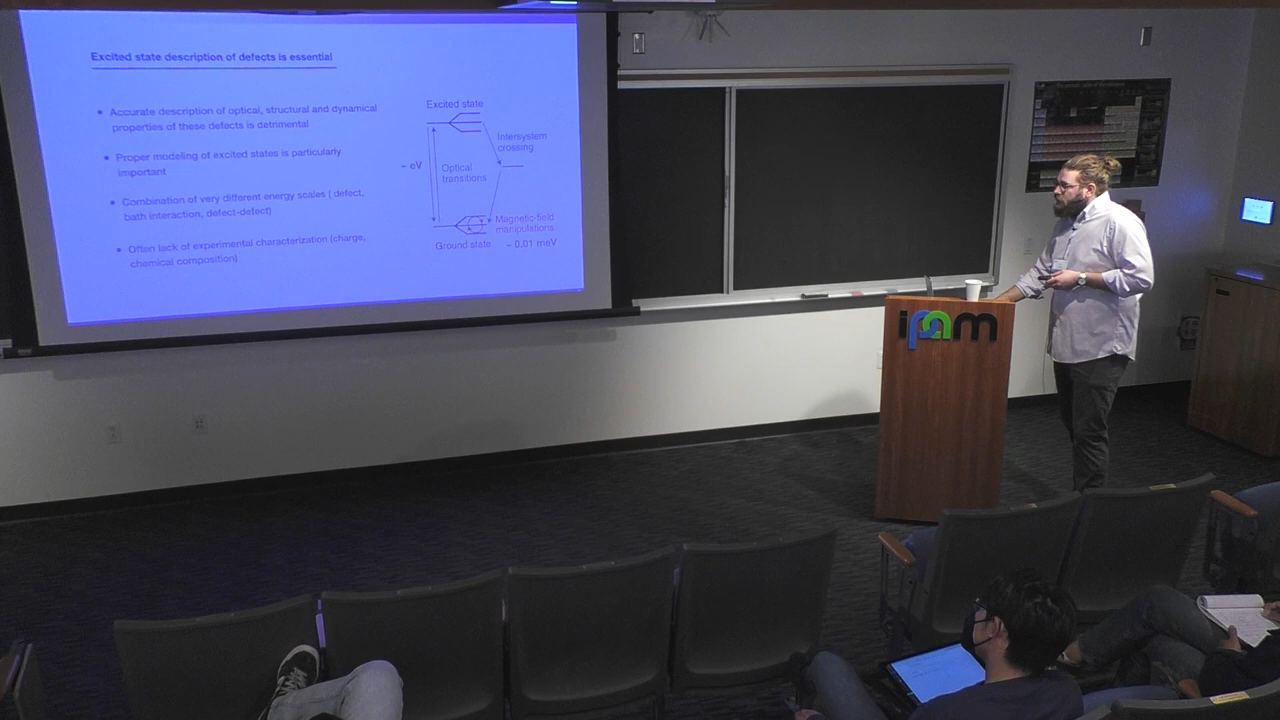 Excited state description of defects is essential
• Accurate description of optical, structural and dynamical
properties of these defects is detrimental
• Proper modeling of excited states is particularly
important
• Combination of very different energy scales ( defect,
bath interaction, defect-defect)
• Often lack of experimental characterization (charge,
chemical composition)
Excited state
Intersystem
crossing
~ eV
Optical
transitions
Magnetic-field
manipulations
Ground state
~ 0.01 meV
ipam